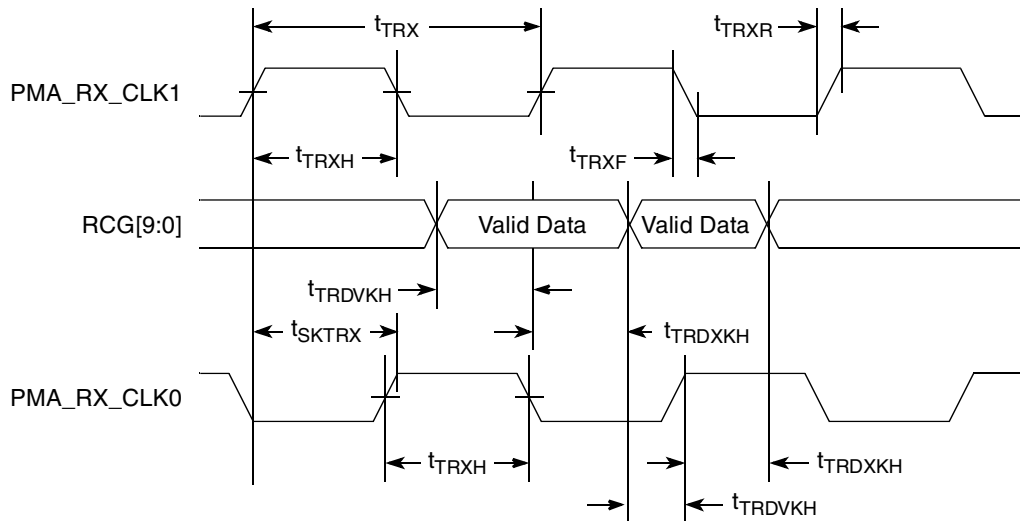 tTRX
tTRXR
PMA_RX_CLK1
tTRXH
tTRXF
RCG[9:0]
Valid Data
Valid Data
tTRDVKH
tSKTRX
tTRDXKH
PMA_RX_CLK0
tTRXH
tTRDXKH
tTRDVKH